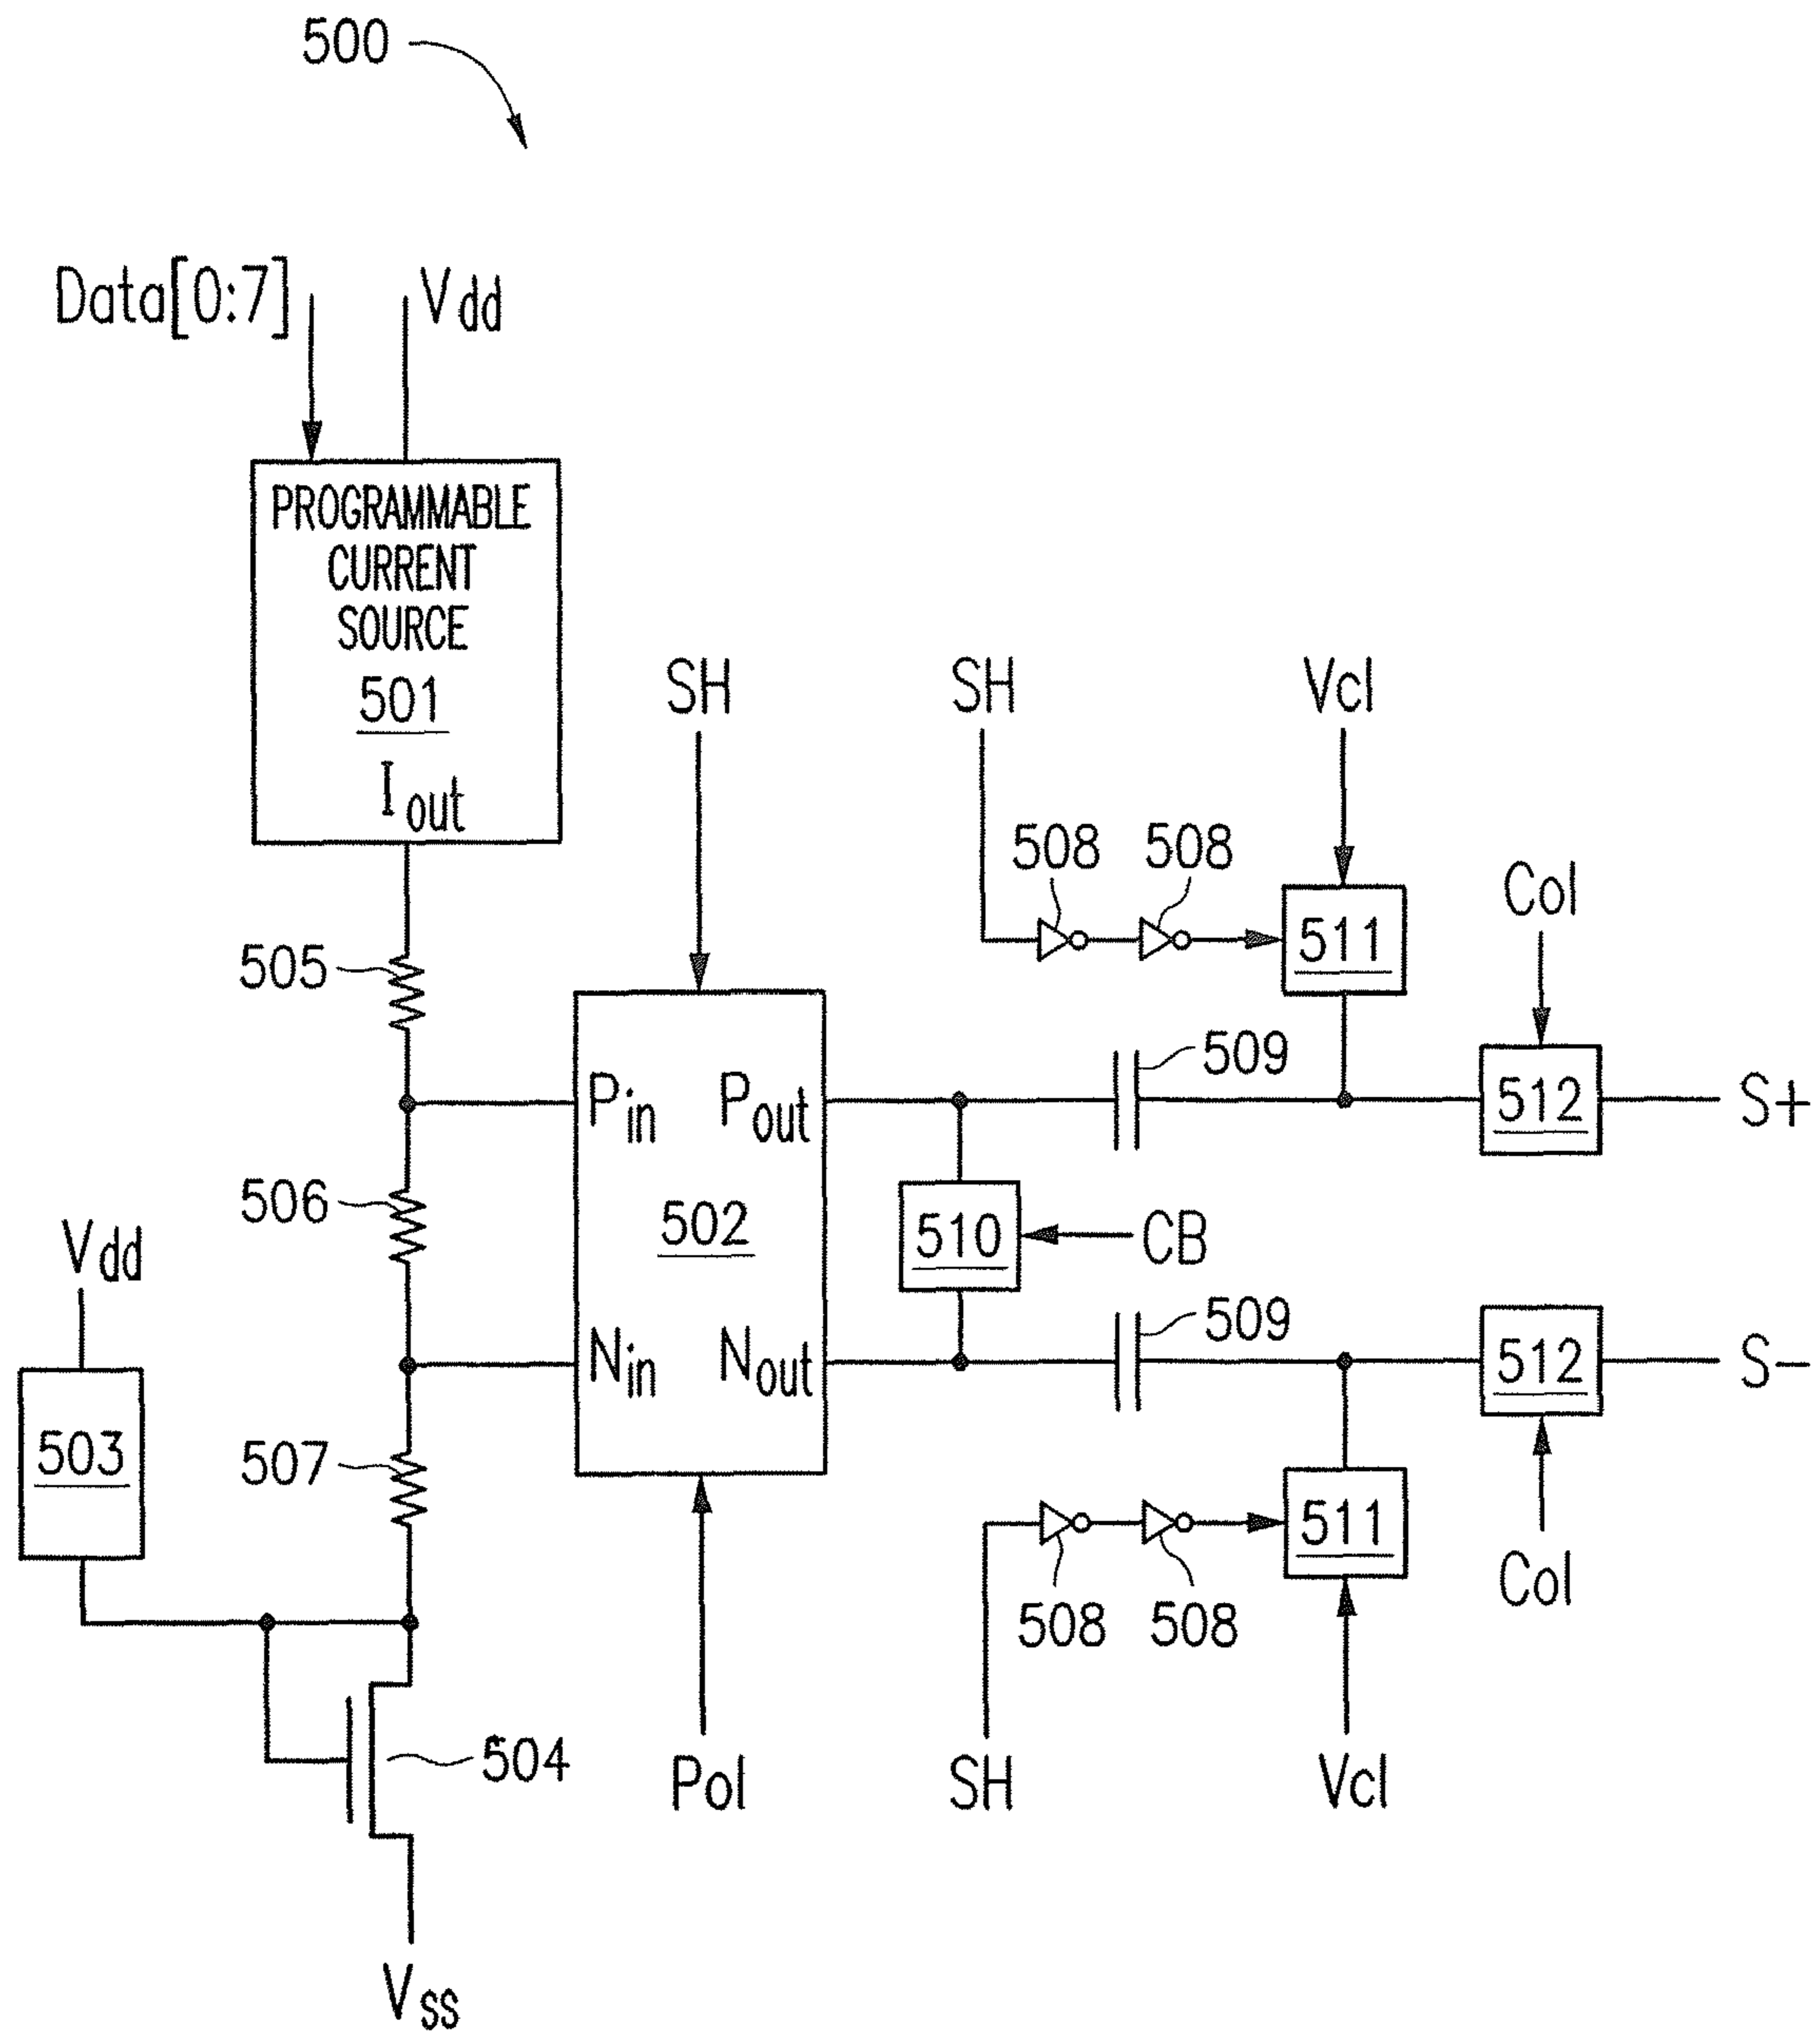 500
Data[0:7]
Vdd
PROGRAMMABLE
CURRENT
SOURCE
501
Iout
SH
SH
Vcl
508
508
Col
511
505
509
Pin
Pout
512
S+
506
502
510
CB
Vdd
509
Nin
Nout
512
S-
503
507
511
508
508
Col
504
Pol
SH
Vcl
Vss